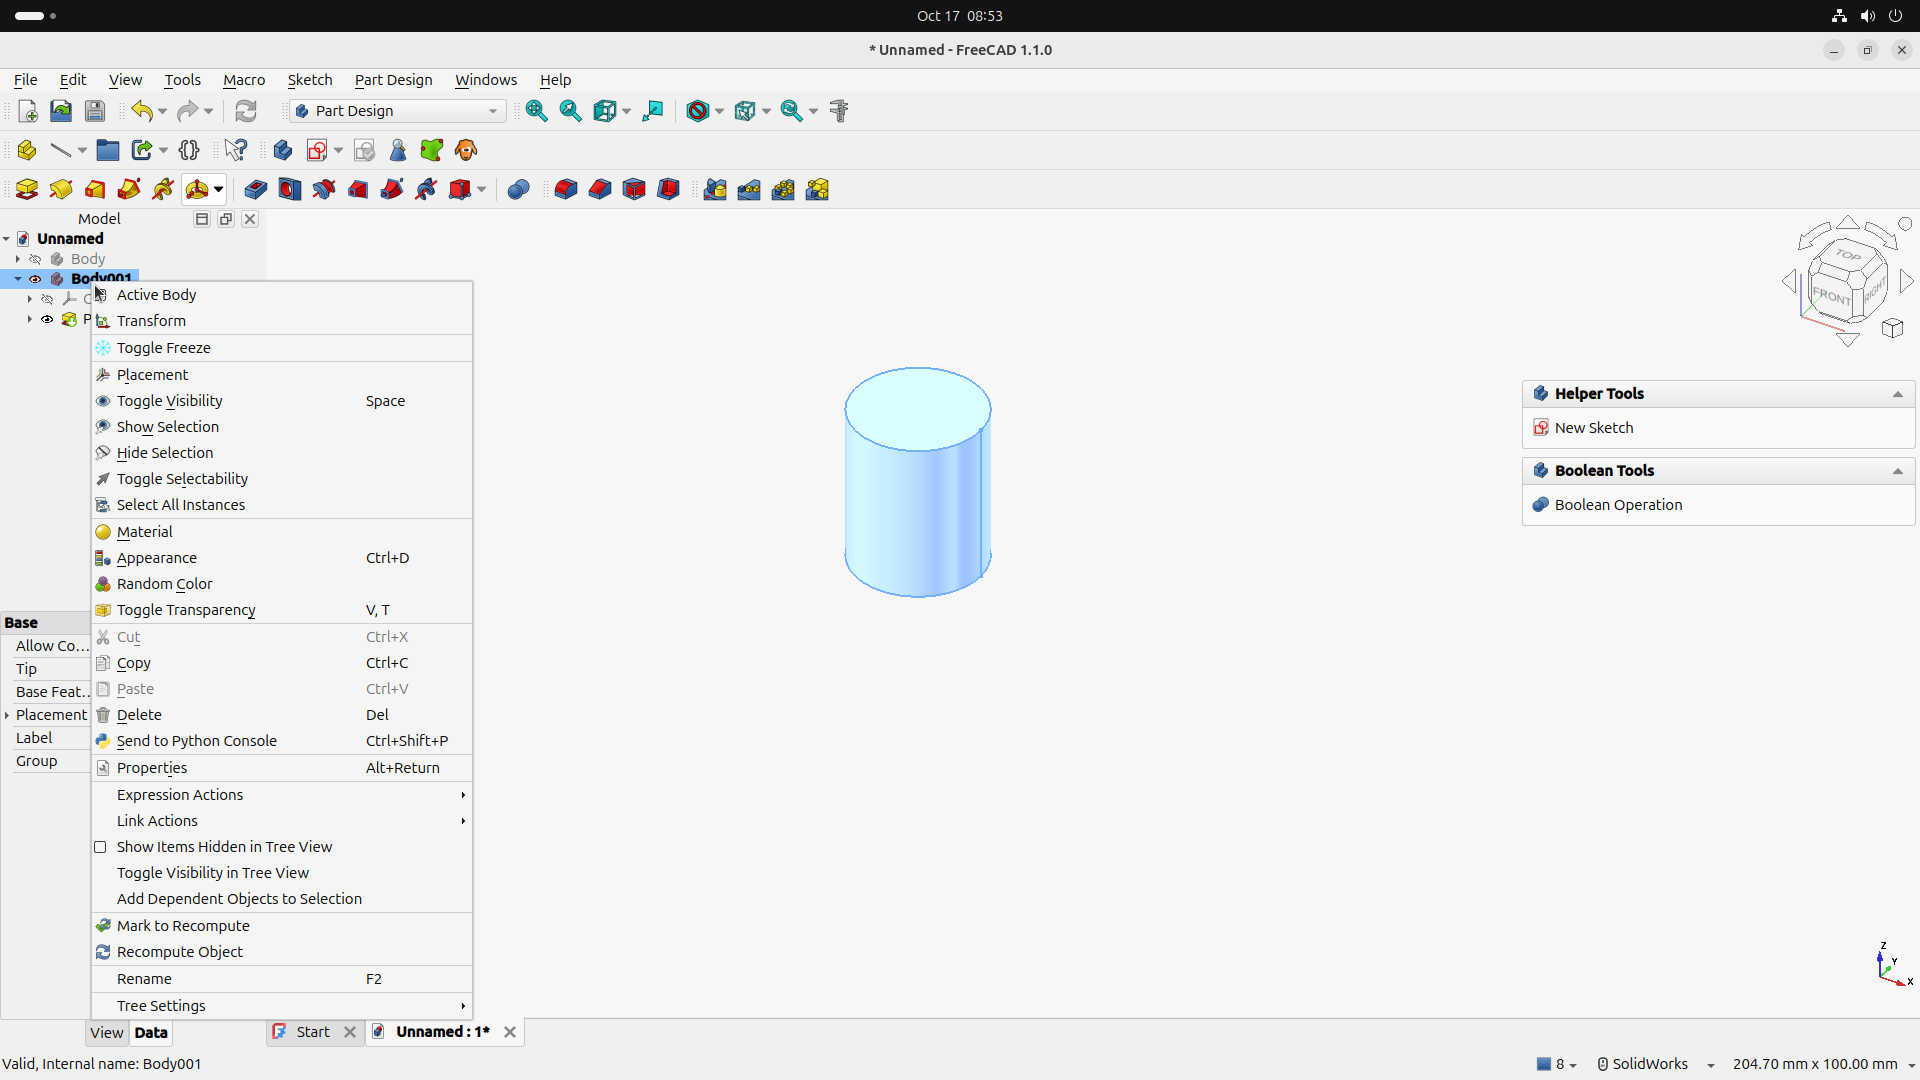 Oct 17 08:53
* Unnamed - FreeCAD 1.1.0
File Edit View Tools Macro Sketch Part Design Windows Help
Part Design
Model
Unnamed
Body
Body001
Active Body
Transform
Toggle Freeze
Placement
Toggle Visibility Space
Show Selection
Hide Selection
Toggle Selectability
Select All Instances
Material
Appearance Ctrl+D
Random Color
Toggle Transparency V, T
Cut Ctrl+X
Copy Ctrl+C
Paste Ctrl+V
Delete Del
Send to Python Console Ctrl+Shift+P
Properties Alt+Return
Expression Actions
Link Actions
Show Items Hidden in Tree View
Toggle Visibility in Tree View
Add Dependent Objects to Selection
Mark to Recompute
Recompute Object
Rename F2
Tree Settings
Base
Allow Co...
Tip
Base Feat...
Placement
Label
Group
View Data
Start
Unnamed : 1*
TOP
FRONT
RIGHT
Helper Tools
New Sketch
Boolean Tools
Boolean Operation
Z
Y
X
Valid, Internal name: Body001
8
SolidWorks
204.70 mm x 100.00 mm